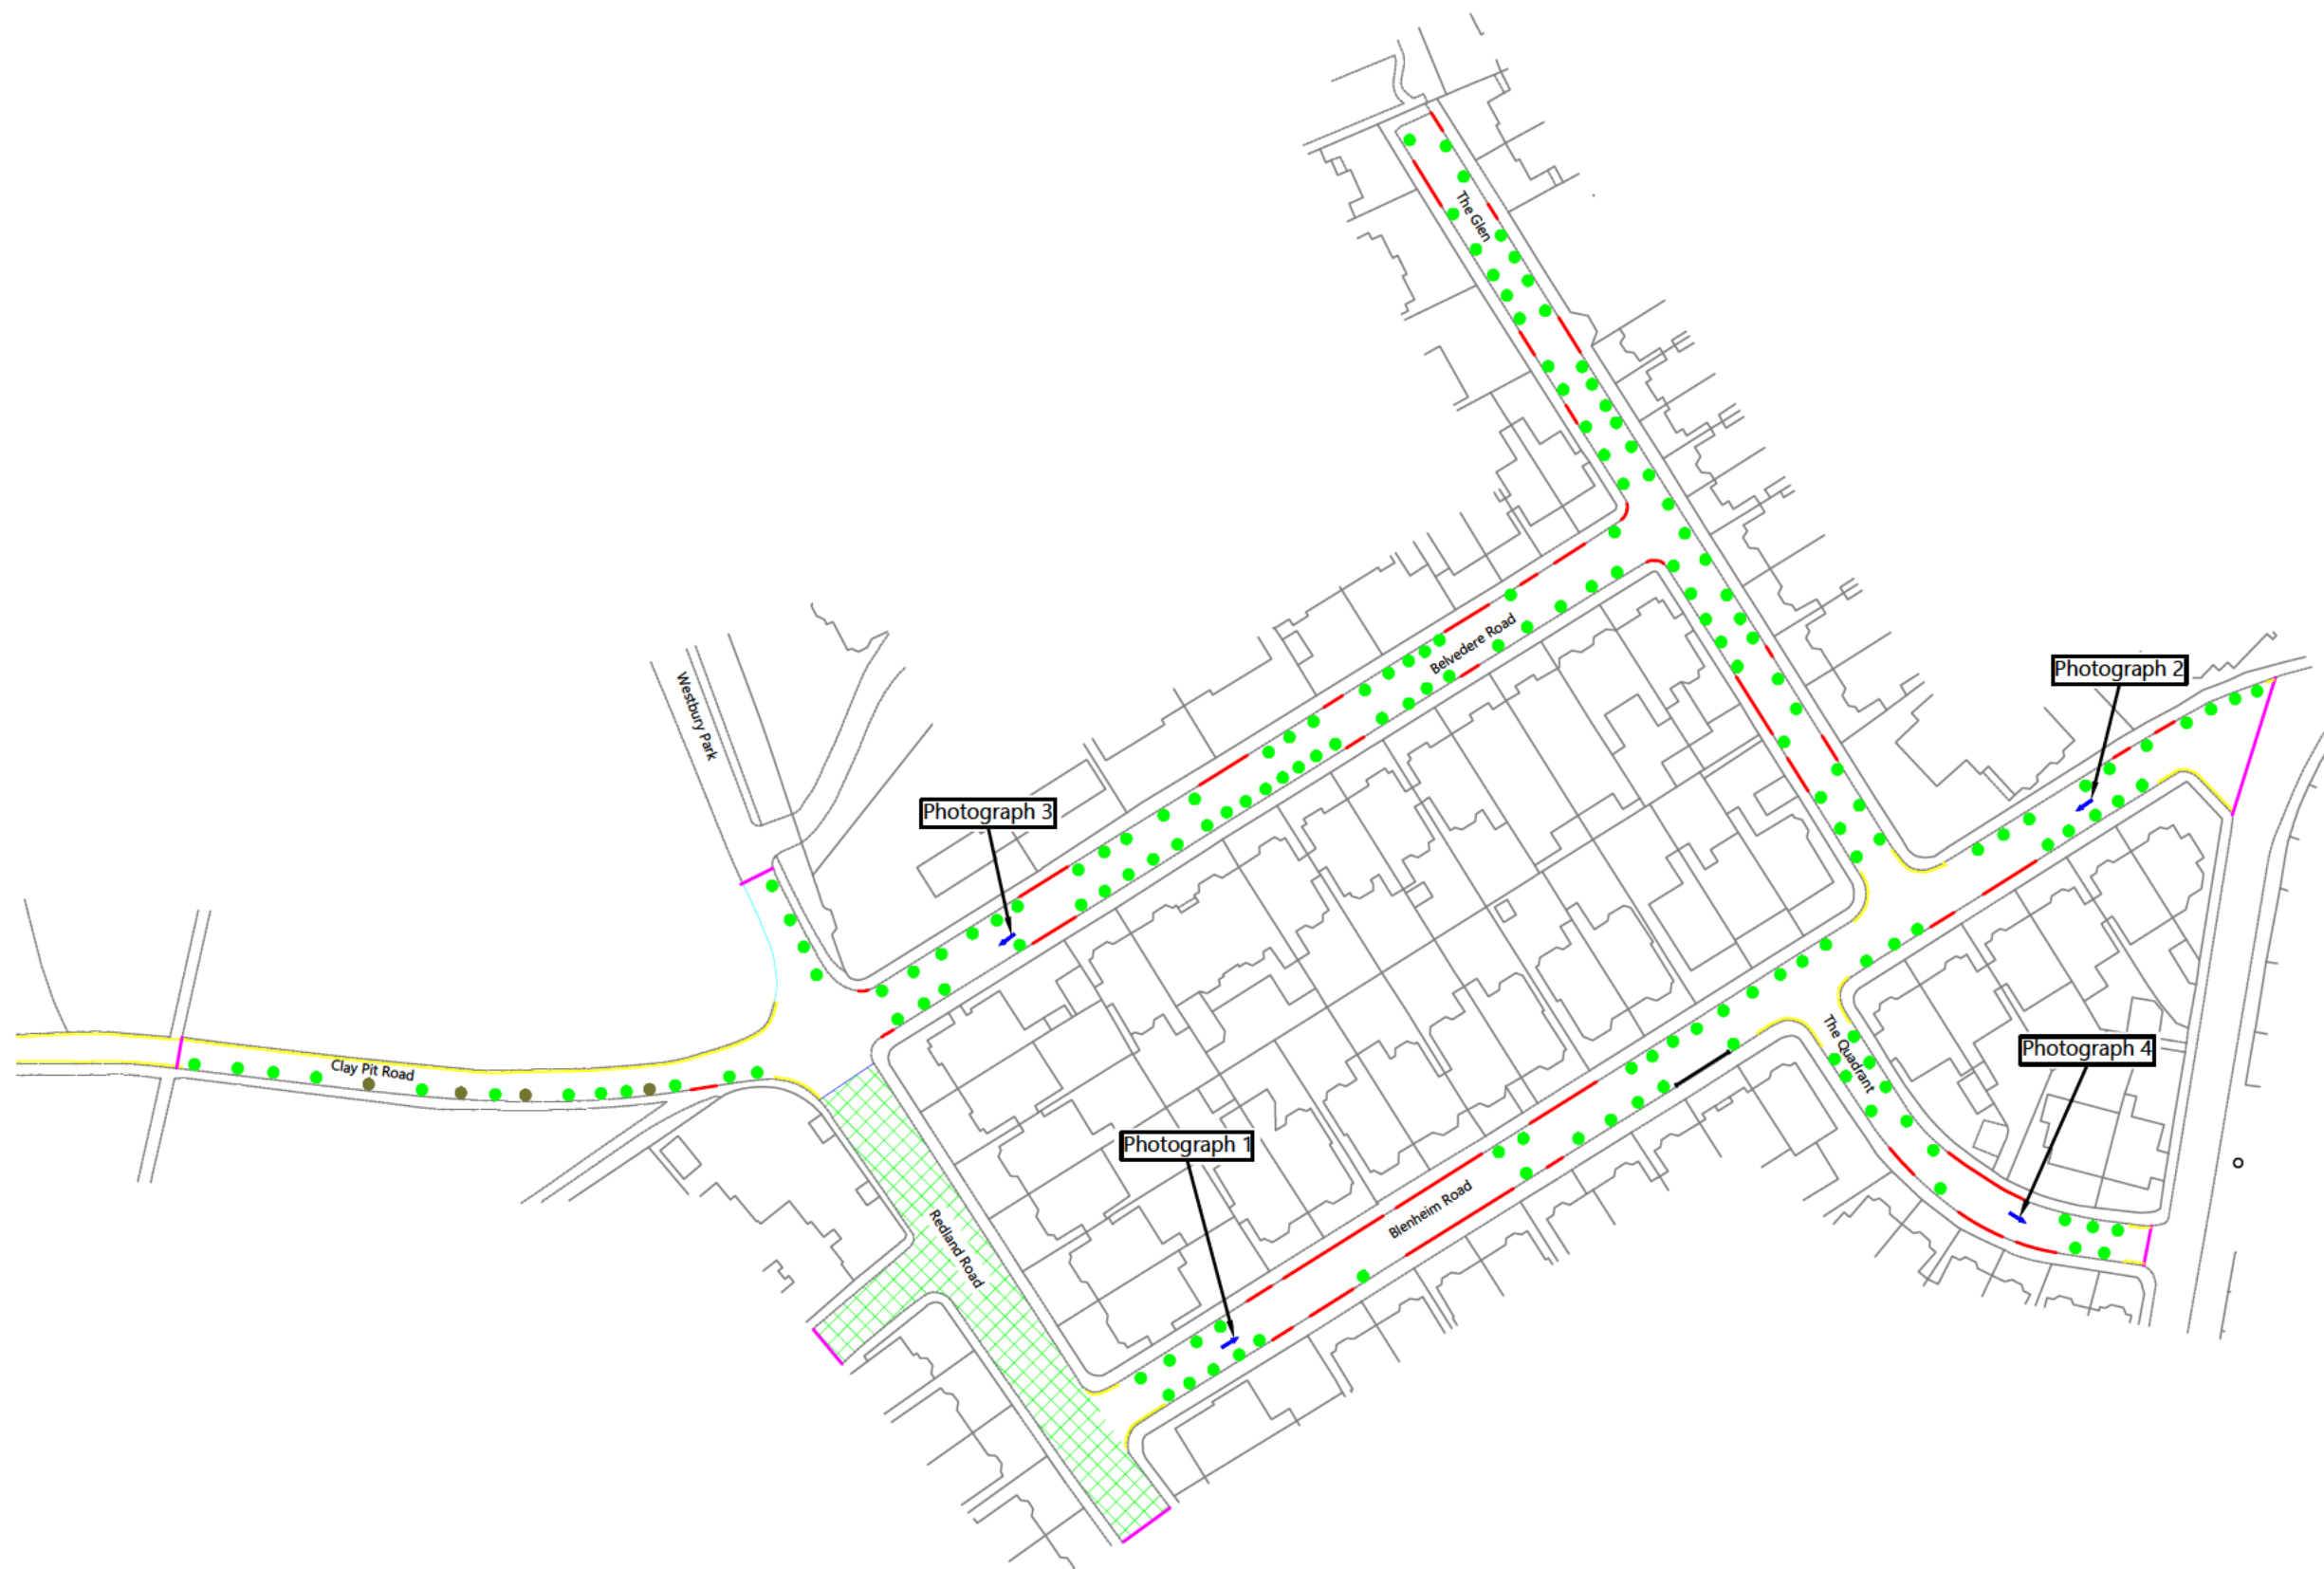 The Glen
Belvedere Road
Photograph 2
Westbury Park
Photograph 3
Clay Pit Road
The Quadrant
Photograph 4
Photograph 1
Blenheim Road
Redland Road